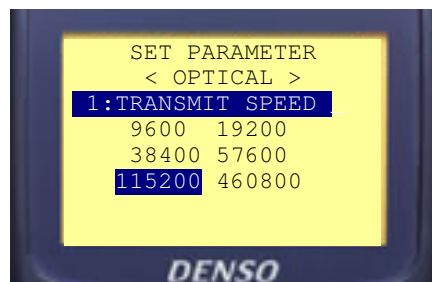 SET PARAMETER
< OPTICAL >
1:TRANSMIT SPEED
9600 19200
38400 57600
115200 460800
DENSO